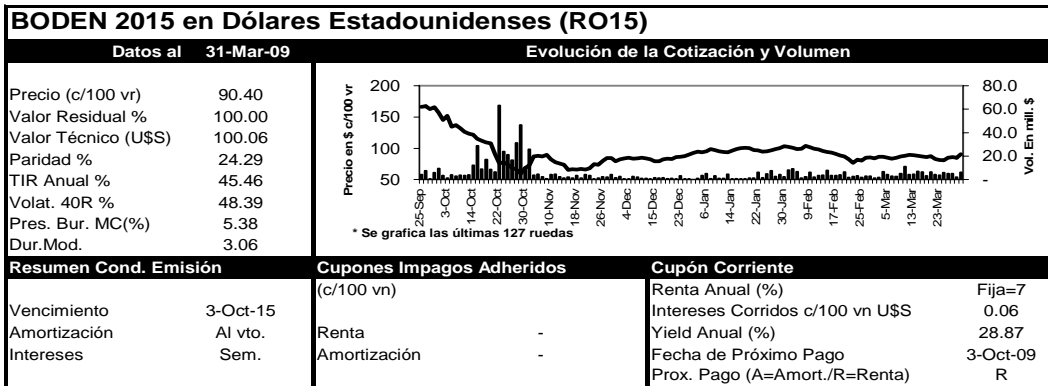 BODEN 2015 en Dólares Estadounidenses (RO15)
Datos al 31-Mar-09
Evolución de la Cotización y Volumen
Precio (c/100 vr) 90.40
Valor Residual % 100.00
Valor Técnico (U$S) 100.06
Paridad % 24.29
TIR Anual % 45.46
Volat. 40R % 48.39
Pres. Bur. MC(%) 5.38
Dur.Mod. 3.06
Precio en $ c/100 vr
200
150
100
50
80.0
60.0
40.0
20.0
-
Vol. En mill. $
25-Sep
3-Oct
14-Oct
22-Oct
30-Oct
10-Nov
18-Nov
26-Nov
4-Dec
15-Dec
23-Dec
6-Jan
14-Jan
22-Jan
30-Jan
9-Feb
17-Feb
25-Feb
5-Mar
13-Mar
23-Mar
* Se grafica las últimas 127 ruedas
Resumen Cond. Emisión
Vencimiento 3-Oct-15
Amortización Al vto.
Intereses Sem.
Cupones Impagos Adheridos
(c/100 vn)
Renta -
Amortización -
Cupón Corriente
Renta Anual (%) Fija=7
Intereses Corridos c/100 vn U$S 0.06
Yield Anual (%) 28.87
Fecha de Próximo Pago 3-Oct-09
Prox. Pago (A=Amort./R=Renta) R